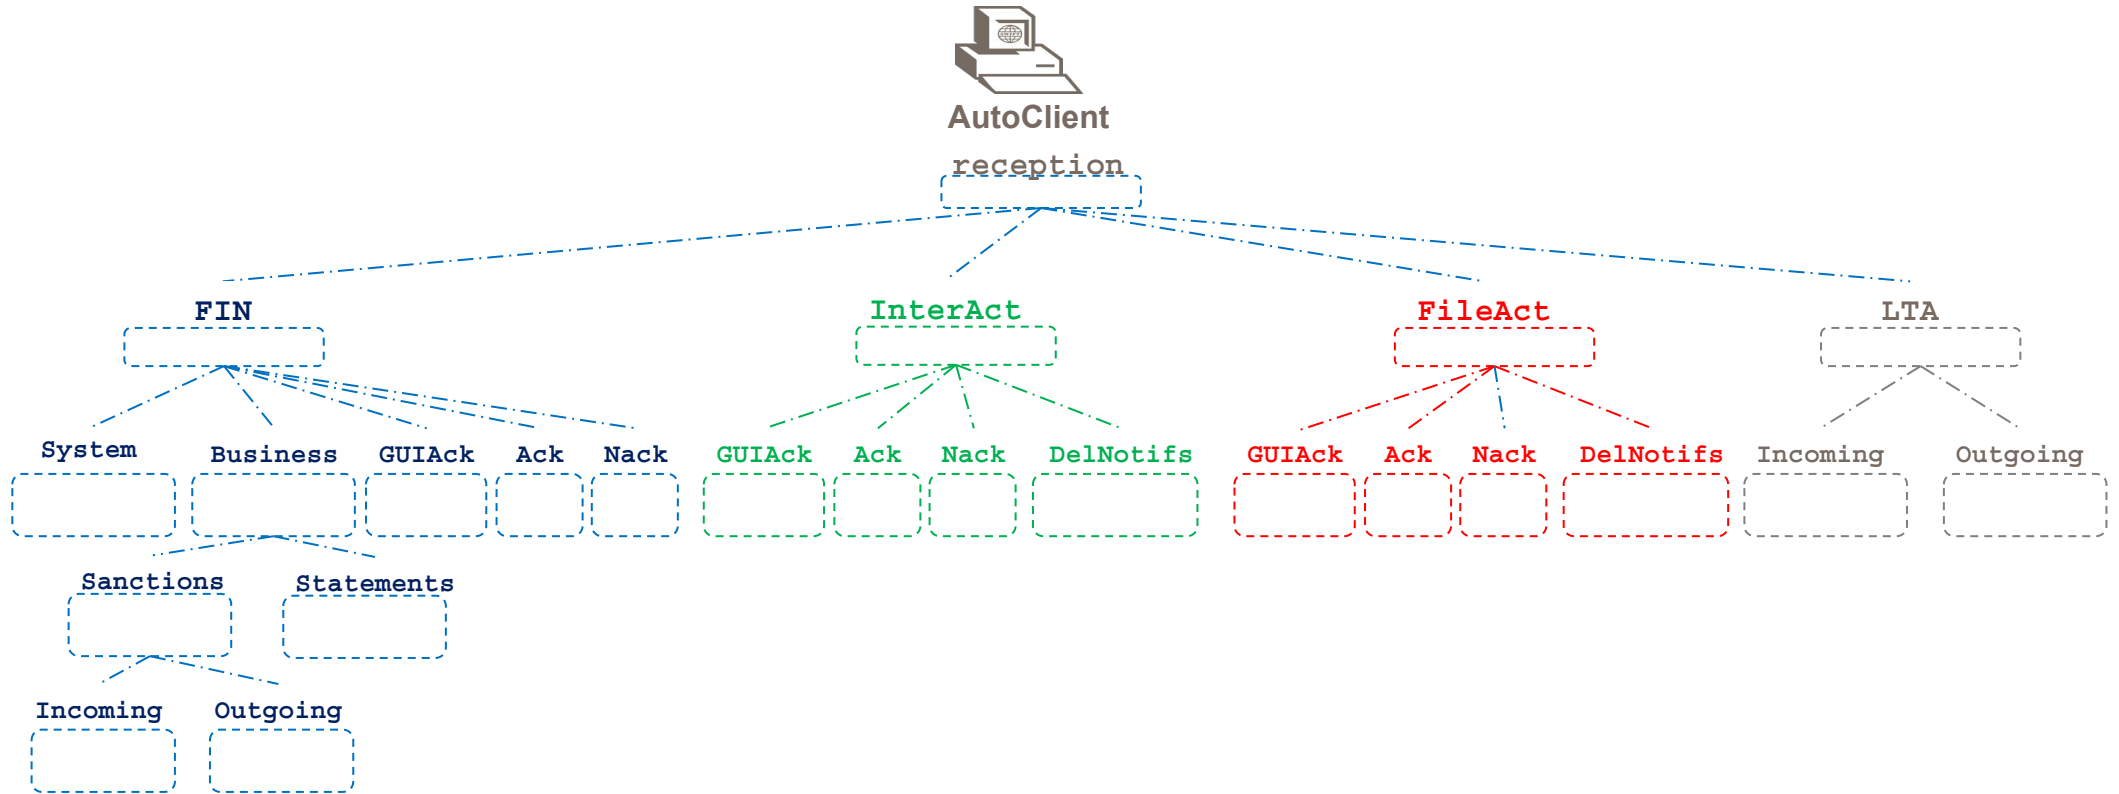 AutoClient
reception
FIN InterAct FileAct LTA
System Business GUIAck Ack Nack GUIAck Ack Nack DelNotifs GUIAck Ack Nack DelNotifs Incoming Outgoing
Sanctions Statements
Incoming Outgoing